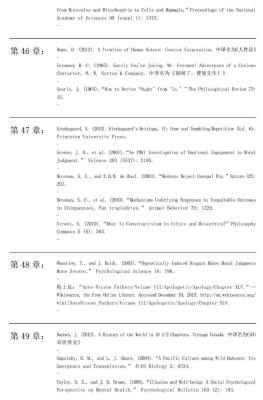 from Molecules and Mitochondria to Cells and Mammals," Proceedings of the National
Academy of Sciences 99 (suppl 1): 2473.
第 46 章：
Hume, D. (2012). A Treatise of Human Nature. Courier Corporation. 中译名为《人性论》
Feynman, R. P. (1985). Surely You're Joking, Mr. Feynman! Adventures of a Curious
Character. W. W. Norton & Company. 中译名《别闹了，费曼先生！》
Searle, J. (1964). "How to Derive 'Ought' from 'Is.'" The Philosophical Review 73:
43.
第 47 章：
Kierkegaard, S. (2013). Kierkegaard's Writings, VI: Fear and Trembling/Repetition
Princeton University Press.
Greene, J. D., et al. (2001). "An FMRI Investigation of Emotional Engagement in Moral
Judgment." Science 293 (5537): 2105.
Brosnan, S. F., and F.B.M. de Waal. (2003). "Monkeys Reject Unequal Pay." Nature 425:
297.
Brosnan, S. F., et al. (2010). "Mechanisms Underlying Responses to Inequitable Outcomes
in Chimpanzees, Pan troglodytes." Animal Behavior 79: 1229.
Street, S. (2010). "What Is Constructivism in Ethics and Metaethics?" Philosophy
Compass 5 (5): 363.
第 48 章：
Wheatley, T., and J. Haidt. (2005). "Hypnotically Induced Disgust Makes Moral Judgments
More Severe." Psychological Science 16: 780.
"Ante-Nicene Fathers/Volume III/Apologetic/Apology/Chapter XLV." —
Wikisource, the Free Online Library. Accessed December 10, 2015. http://en.wikisource.org/
wiki/Ante-Nicene_Fathers/Volume_III/Apologetic/Apology/Chapter_XLV.
第 49 章：
Barnes, J. (2012). A History of the World in 10 1/2 Chapters. Vintage Canada. 中译名为《10½
章世界史》
Sapolsky, R. M., and L. J. Share. (2004). "A Pacific Culture among Wild Baboons: Its
Emergence and Transmission." PLOS Biology 2: 0534.
Taylor, S. E., and J. D. Brown. (1988). "Illusion and Well-being: A Social Psychological
Perspective on Mental Health." Psychological Bulletin 103 (2): 193.